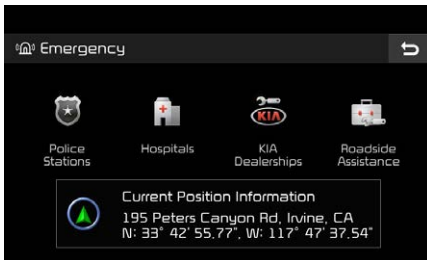 Emergency
Police
Stations
Hospitals
KIA
KIA
Dealerships
Roadside
Assistance
Current Position Information
195 Peters Canyon Rd, Irvine, CA
N: 33° 42' 55.77", W: 117° 47' 37.54"